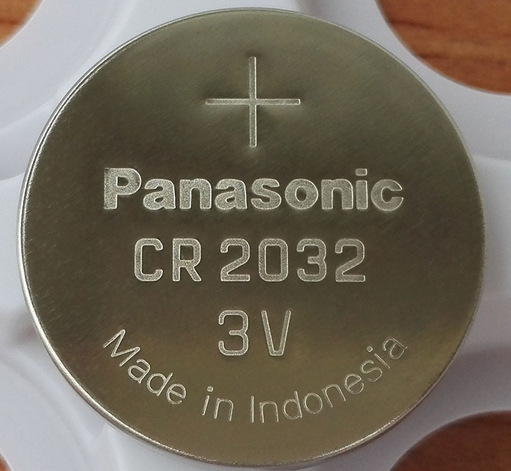 +
Panasonic
CR 2032
3V
Made in Indonesia